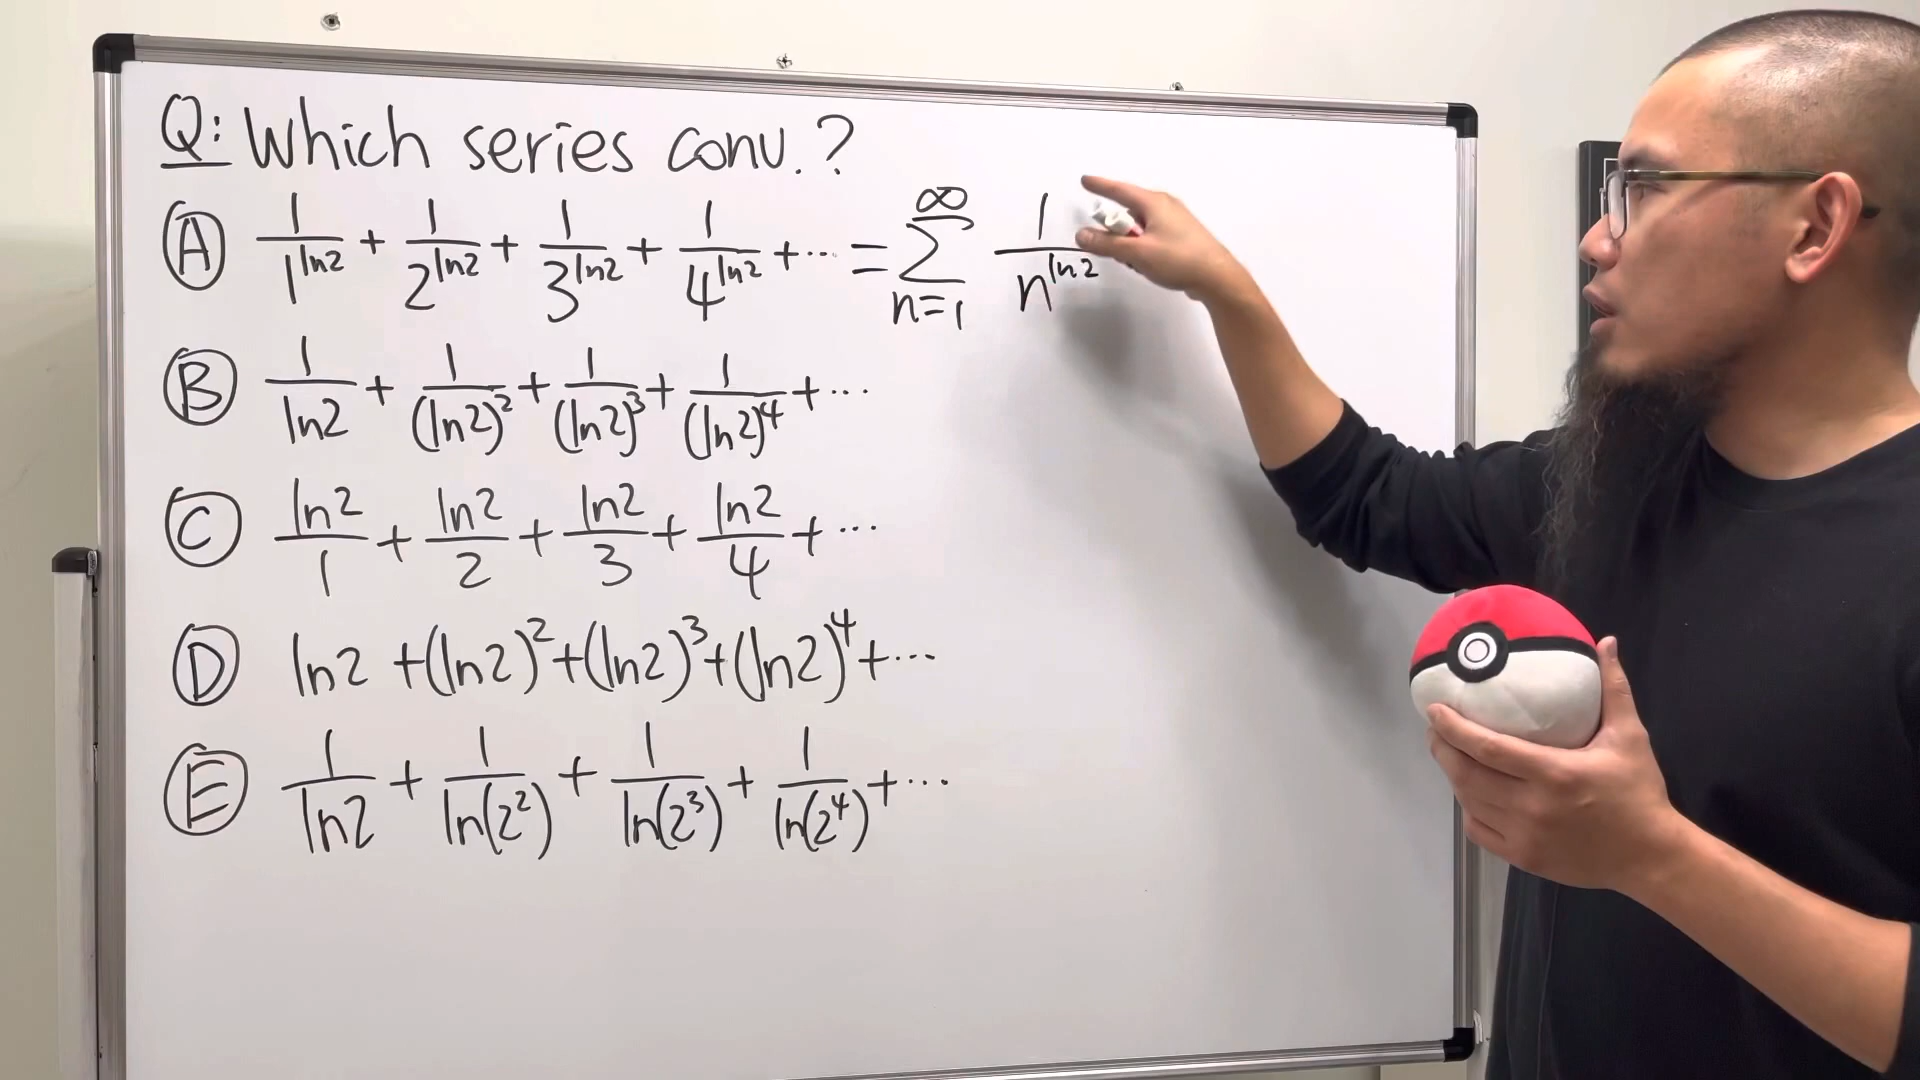 Q: Which series conv.?
Ⓐ 1/1^ln2 + 1/2^ln2 + 1/3^ln2 + 1/4^ln2 + ... = ∑_{n=1}^{∞} 1/n^ln2
Ⓑ 1/ln2 + 1/(ln2)^2 + 1/(ln2)^3 + 1/(ln2)^4 + ...
Ⓒ ln2/1 + ln2/2 + ln2/3 + ln2/4 + ...
Ⓓ ln2 + (ln2)^2 + (ln2)^3 + (ln2)^4 + ...
Ⓔ 1/ln2 + 1/ln(2^2) + 1/ln(2^3) + 1/ln(2^4) + ...